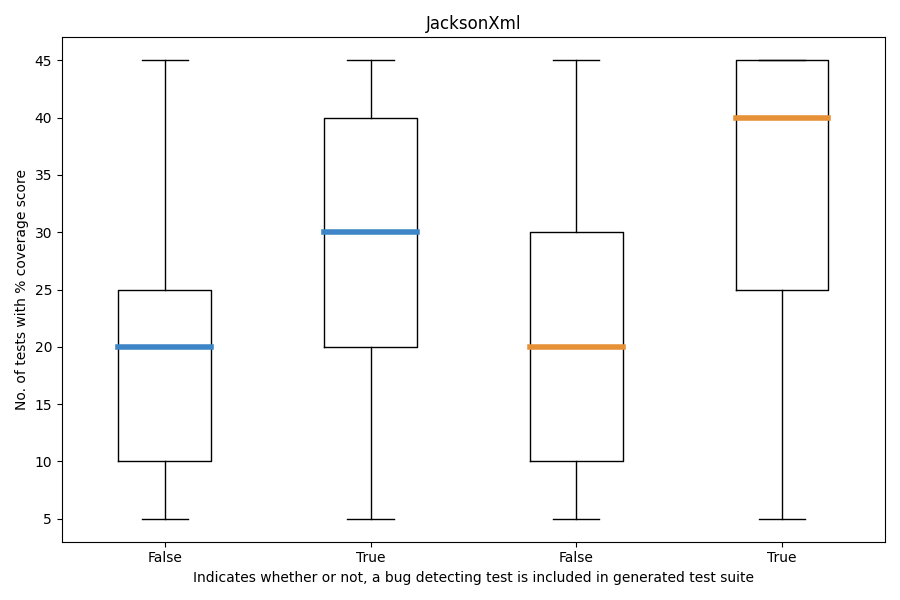 JacksonXml
No. of tests with % coverage score
45
40
35
30
25
20
15
10
5
False True False True
Indicates whether or not, a bug detecting test is included in generated test suite